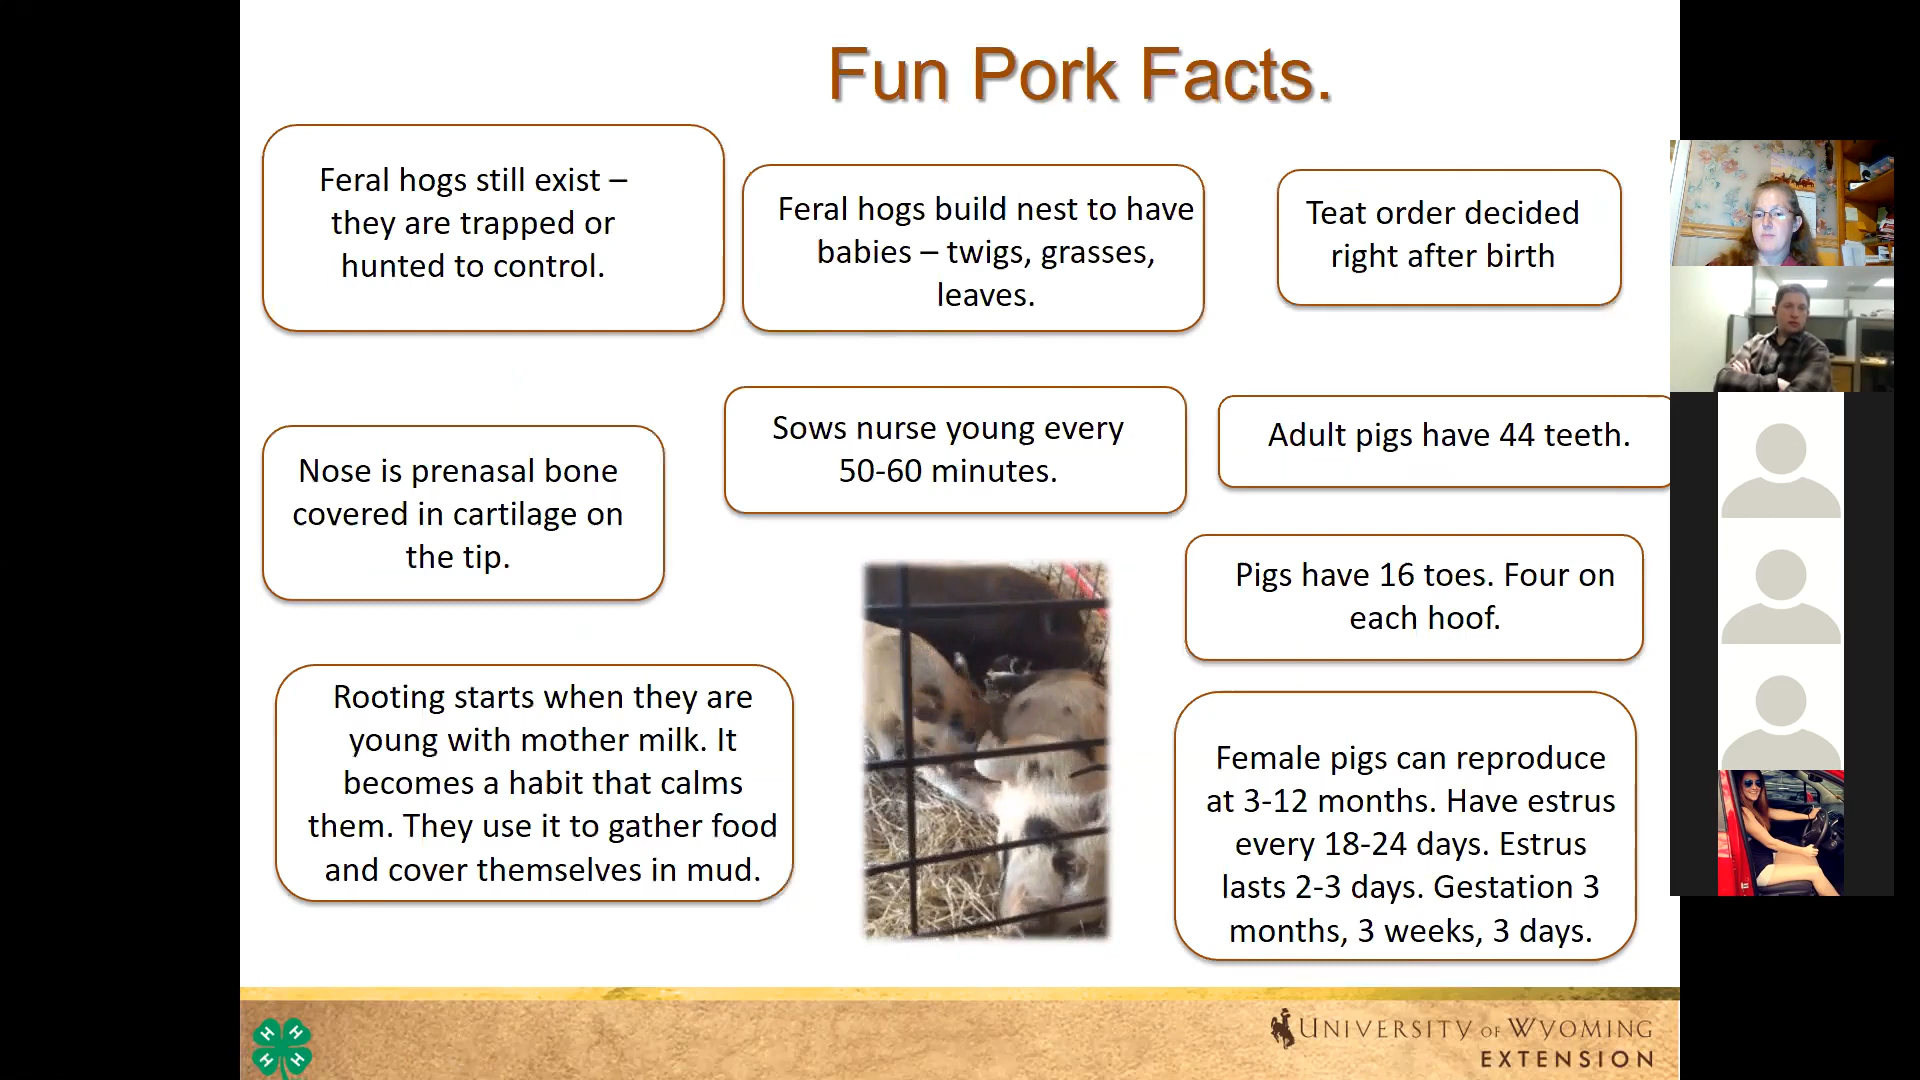 Fun Pork Facts.
Feral hogs still exist –
they are trapped or
hunted to control.
Feral hogs build nest to have
babies – twigs, grasses,
leaves.
Teat order decided
right after birth
Nose is prenasal bone
covered in cartilage on
the tip.
Sows nurse young every
50-60 minutes.
Adult pigs have 44 teeth.
Pigs have 16 toes. Four on
each hoof.
Rooting starts when they are
young with mother milk. It
becomes a habit that calms
them. They use it to gather food
and cover themselves in mud.
Female pigs can reproduce
at 3-12 months. Have estrus
every 18-24 days. Estrus
lasts 2-3 days. Gestation 3
months, 3 weeks, 3 days.
H H
H H
UNIVERSITY OF WYOMING
EXTENSION